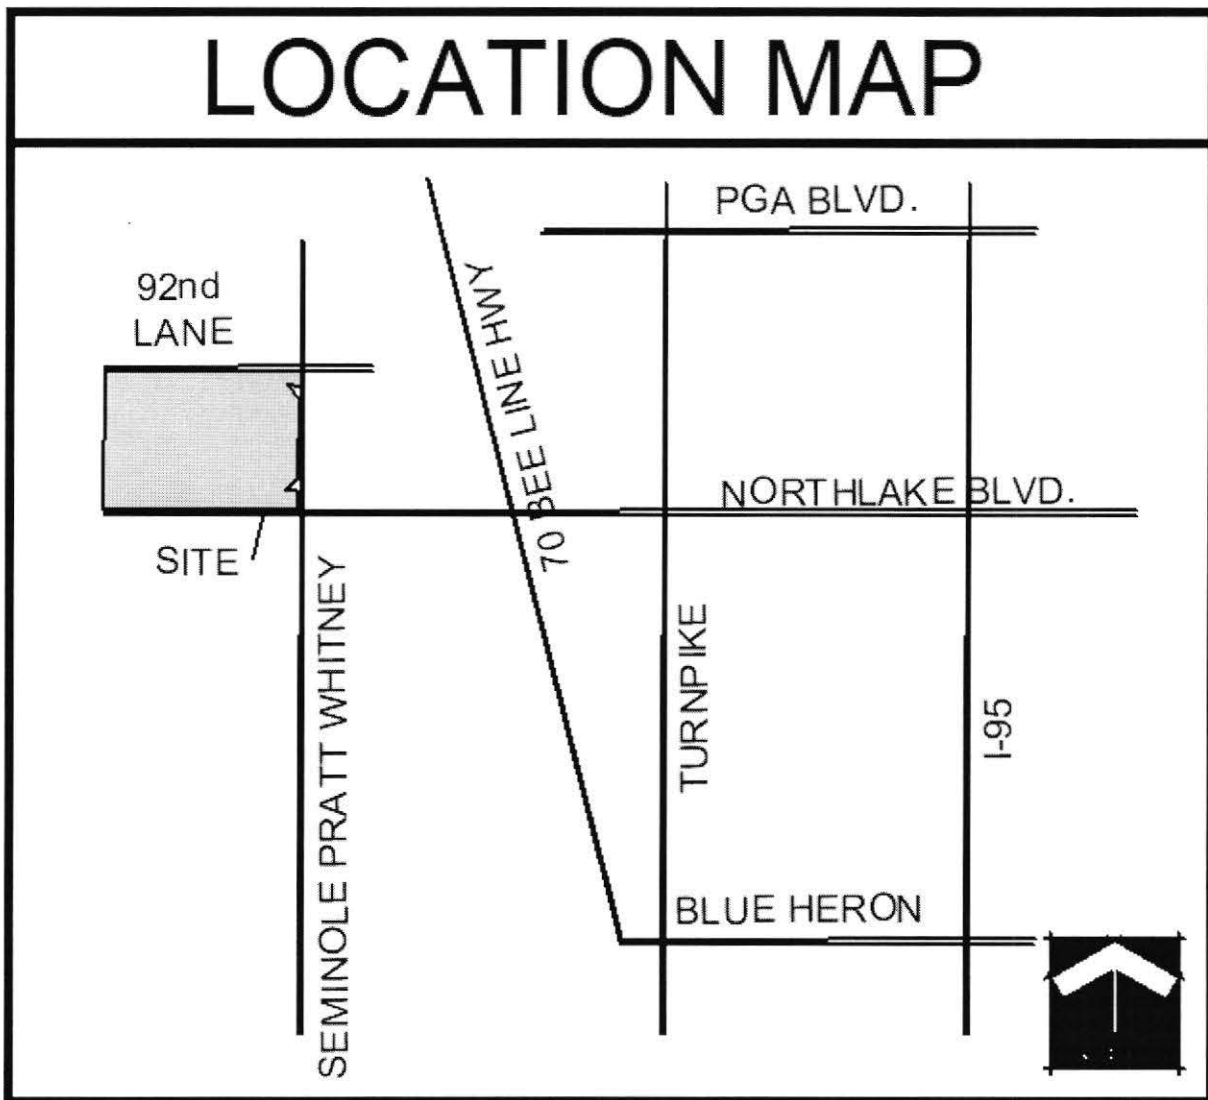 LOCATION MAP
PGA BLVD.
92nd
LANE
70 BEE LINE HWY
NORTHLAKE BLVD.
SITE
SEMINOLE PRATT WHITNEY
TURNPIKE
I-95
BLUE HERON